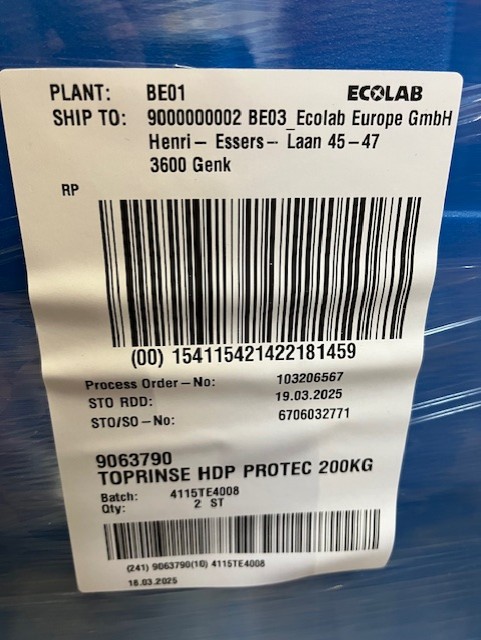 PLANT: BE01 ECOLAB
SHIP TO: 9000000002 BE03_Ecolab Europe GmbH
Henri- Essers- Laan 45-47
3600 Genk
RP
(00) 154115421422181459
Process Order-No: 103206567
STO RDD: 19.03.2025
STO/SO-No: 6706032771
9063790
TOPRINSE HDP PROTEC 200KG
Batch: 4115TE4008
Qty: 2 ST
(241) 9063790(10) 4115TE4008
18.03.2025